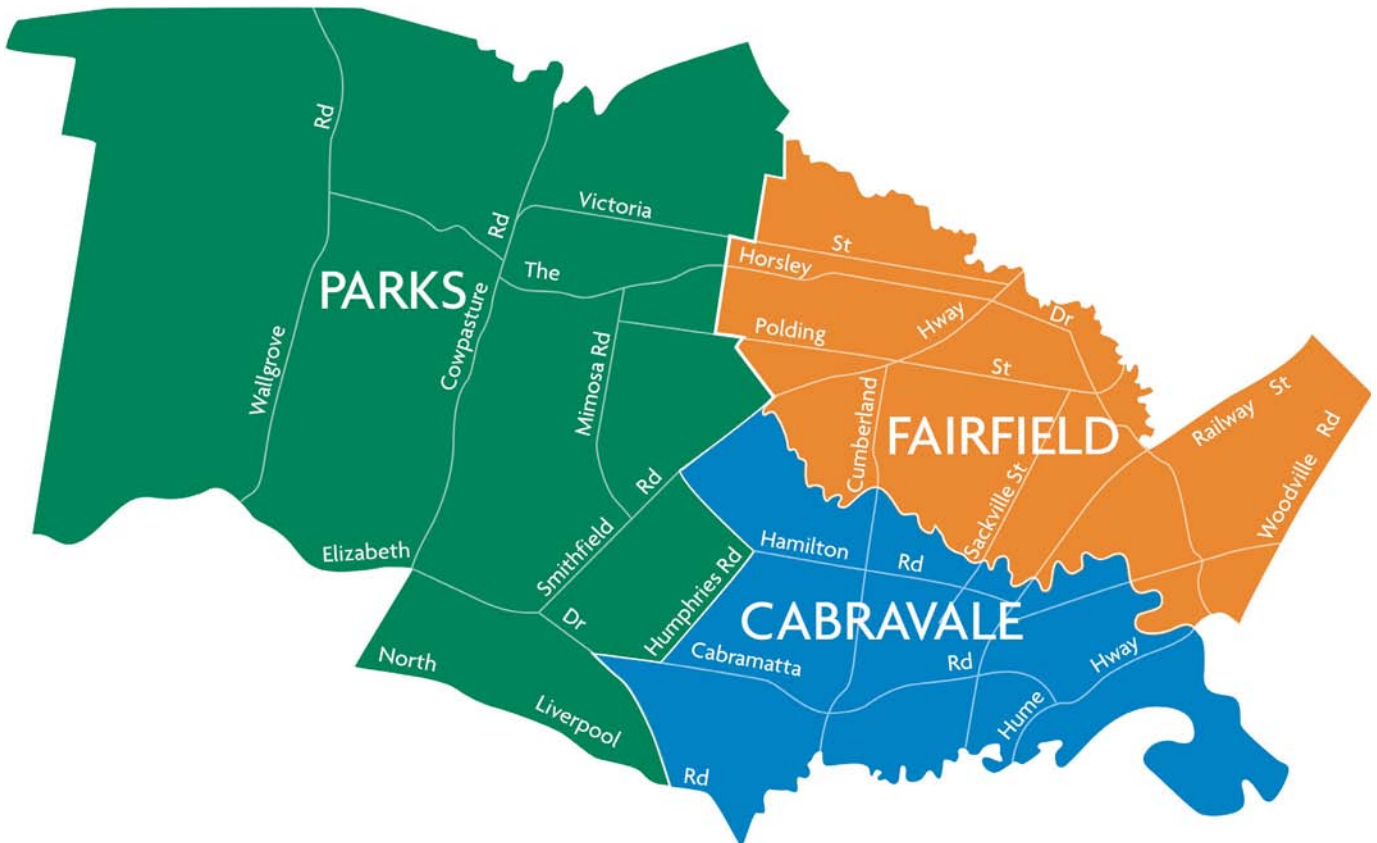 Rd
Victoria
Rd
St
The
Horsley
PARKS
Cowpasture
Hway
Dr
Polding
Wallgrove
Mimosa Rd
St
Railway St
Cumberland
FAIRFIELD
Woodville Rd
Rd
Sackville St
Smithfield
Hamilton Rd
Elizabeth
Humphries Rd
CABRAVALE
Dr
North
Cabramatta Rd
Hway
Hume
Liverpool
Rd